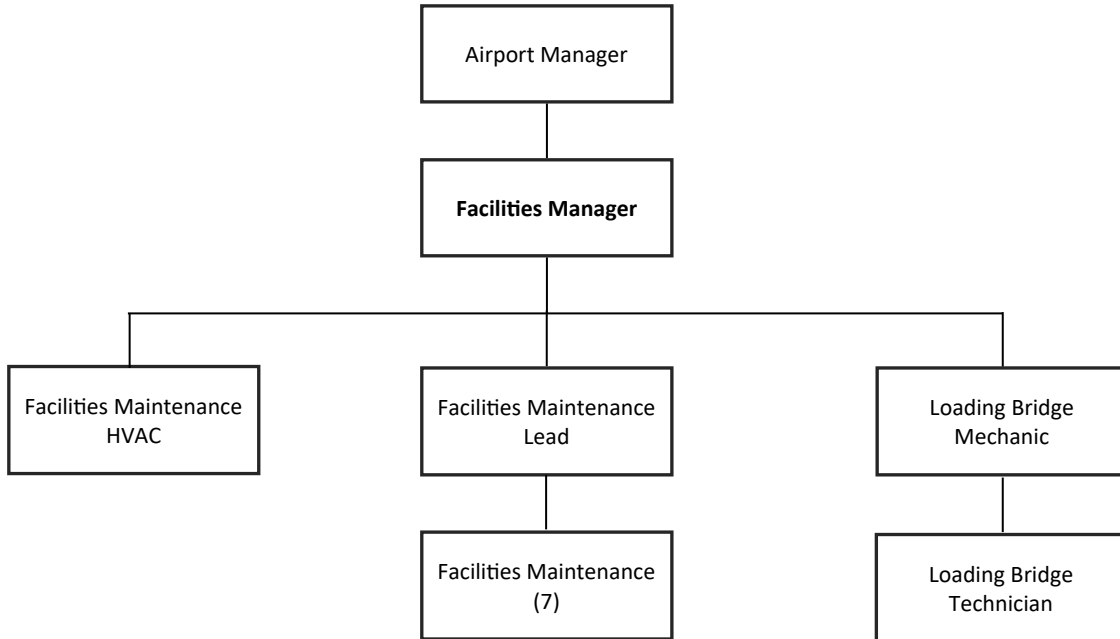 Airport Manager
Facilities Manager
Facilities Maintenance
HVAC
Facilities Maintenance
Lead
Loading Bridge
Mechanic
Facilities Maintenance
(7)
Loading Bridge
Technician